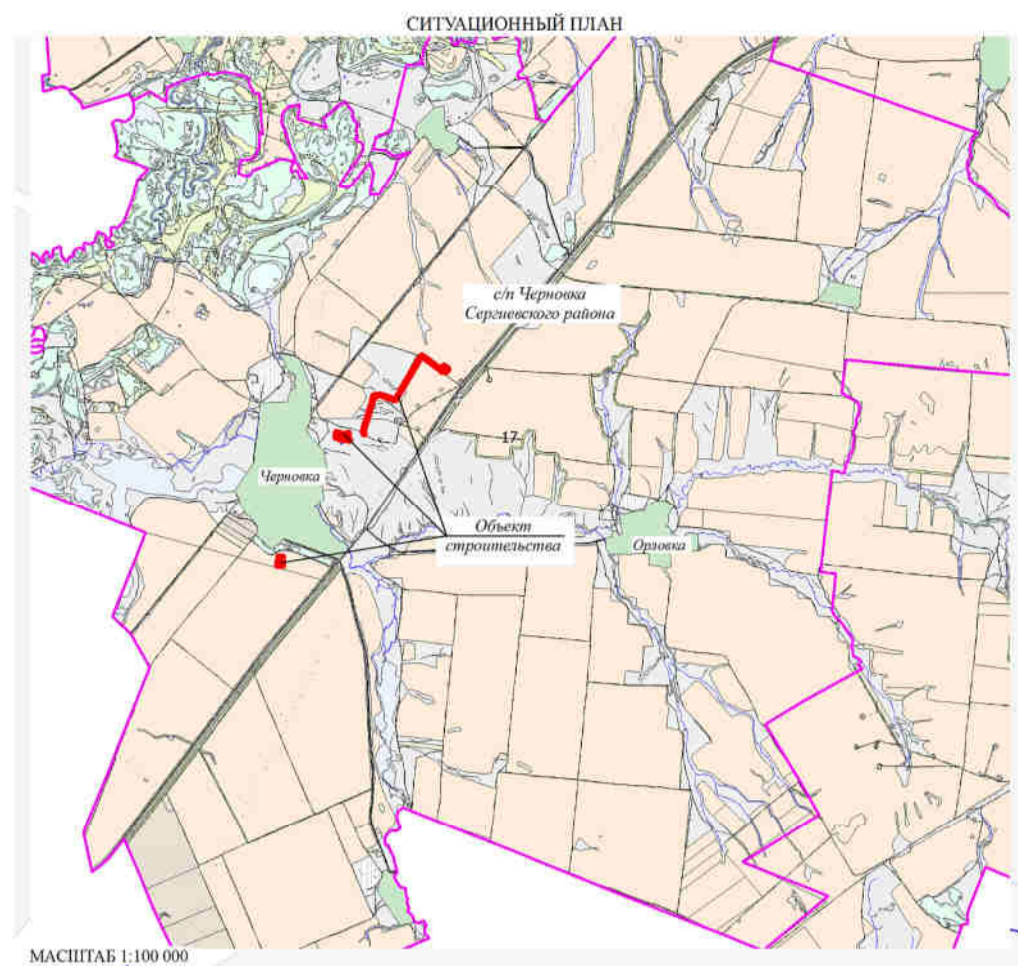 СИТУАЦИОННЫЙ ПЛАН
с/п Черновка
Сергиевского района
17
Черновка
Объект
строительства
Орловка
МАСШТАБ 1:100 000